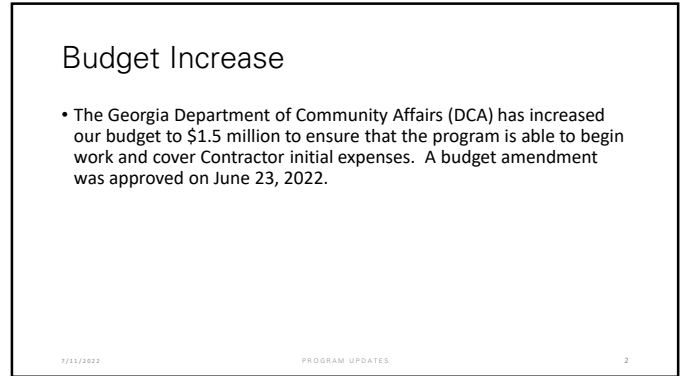 Budget Increase
• The Georgia Department of Community Affairs (DCA) has increased
our budget to $1.5 million to ensure that the program is able to begin
work and cover Contractor initial expenses.  A budget amendment
was approved on June 23, 2022.
7/11/2022 PROGRAM UPDATES 2